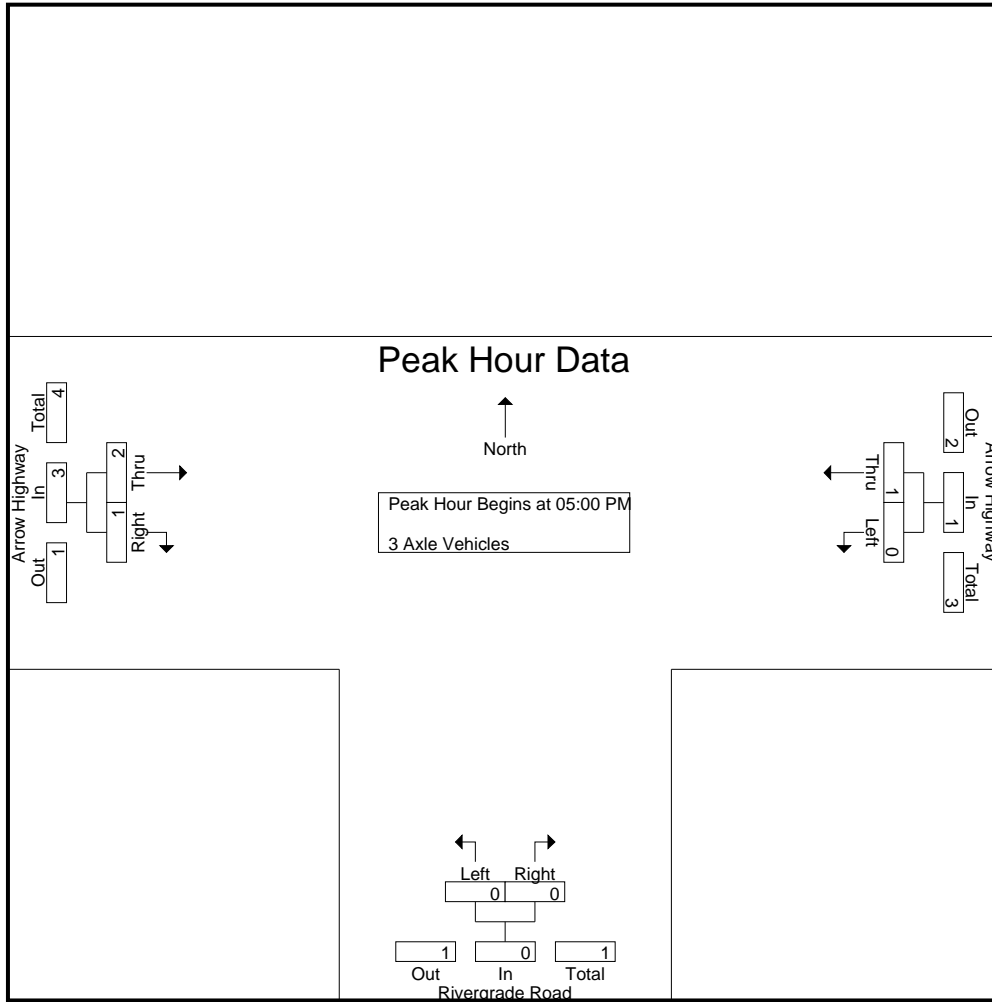 Peak Hour Data
North
Peak Hour Begins at 05:00 PM
3 Axle Vehicles
Arrow Highway
Total
4
In
3
Out
1
2
Thru
1
Right
Arrow Highway
Out
2
In
1
Total
3
Thru
1
Left
0
Left
Right
0
0
1
0
1
Out
In
Total
Rivergrade Road